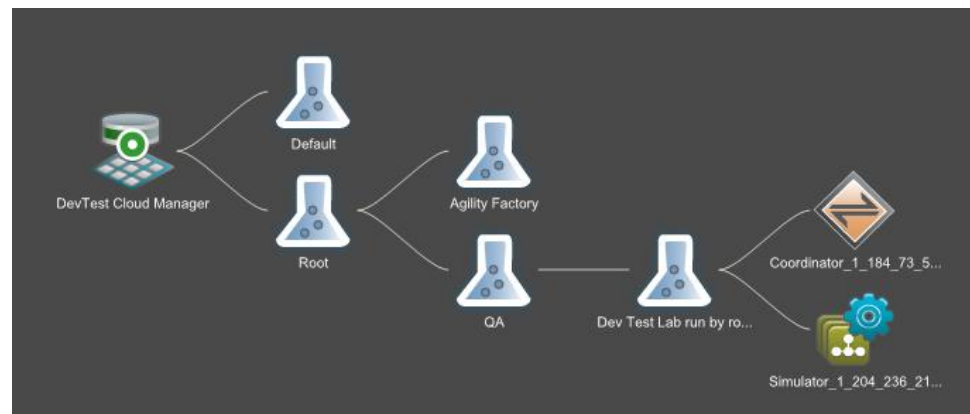 Default
DevTest Cloud Manager
Agility Factory
Root
Coordinator_1_184_73_5...
QA
Dev Test Lab run by ro...
Simulator_1_204_236_21...